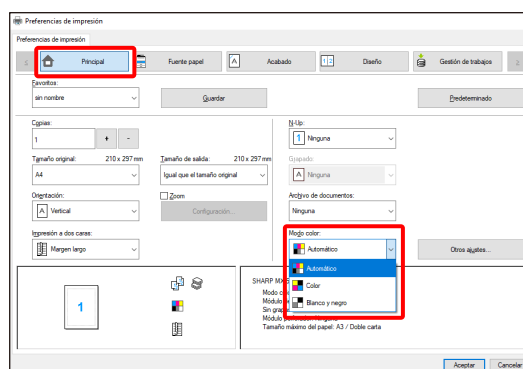 Preferencias de impresión
Preferencias de impresión
Principal
Fuente papel
Acabado
Diseño
Gestión de trabajos
Favoritos:
sin nombre
Guardar
Predeterminado
Copias:
1
+
-
N-Up:
1 Ninguna
Tamaño original: 210 x 297 mm
A4
Tamaño de salida: 210 x 297 mm
Igual que el tamaño original
Grapado:
A Ninguna
Orientación:
A Vertical
Zoom
Configuración...
Archivo de documentos:
Ninguna
Impresión a dos caras:
Margen largo
Modo color:
Automático
Otros ajustes...
Automático
Color
Blanco y negro
1
SHARP
Módulo
Sin
Módulo
Tamaño máximo del papel: A3 / Doble carta
Aceptar
Cancelar